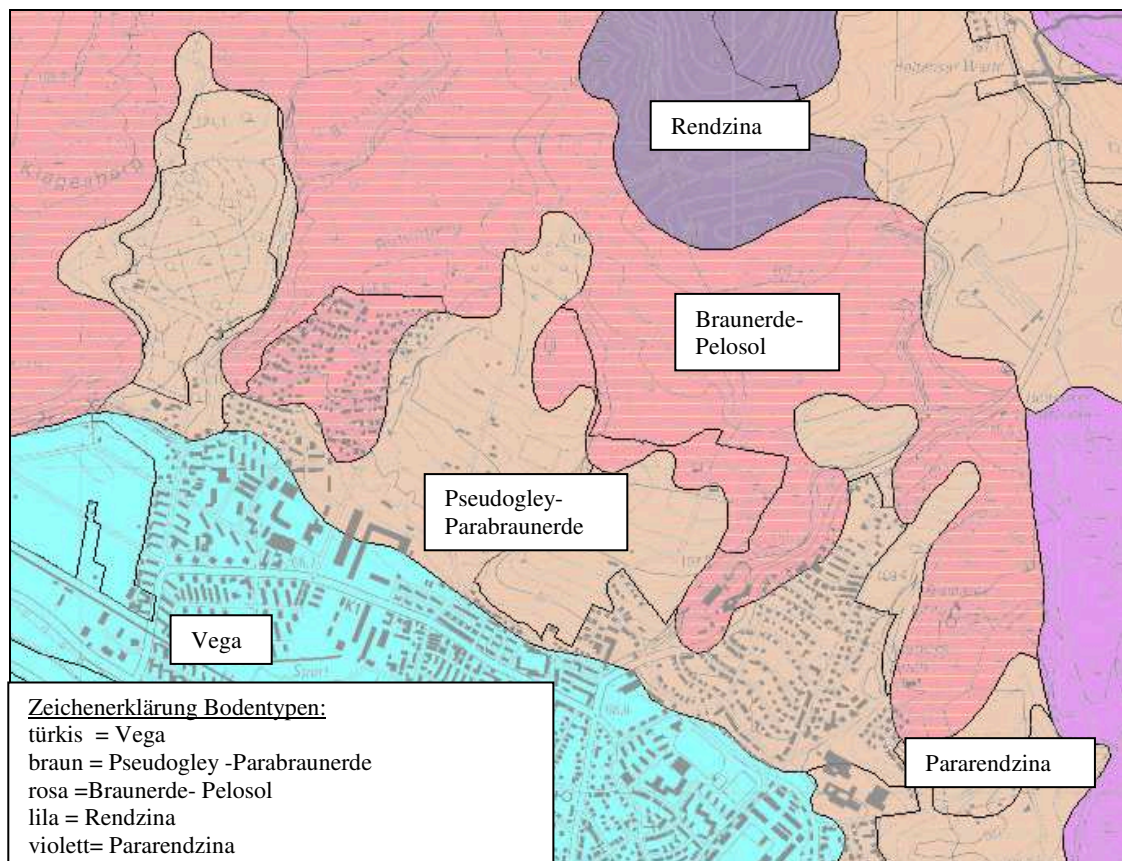 Rendzina
Braunerde-
Pelosol
Pseudogley-
Parabraunerde
Vega
Pararendzina
Zeichenerklärung Bodentypen:
türkis = Vega
braun = Pseudogley -Parabraunerde
rosa =Braunerde- Pelosol
lila = Rendzina
violett= Pararendzina